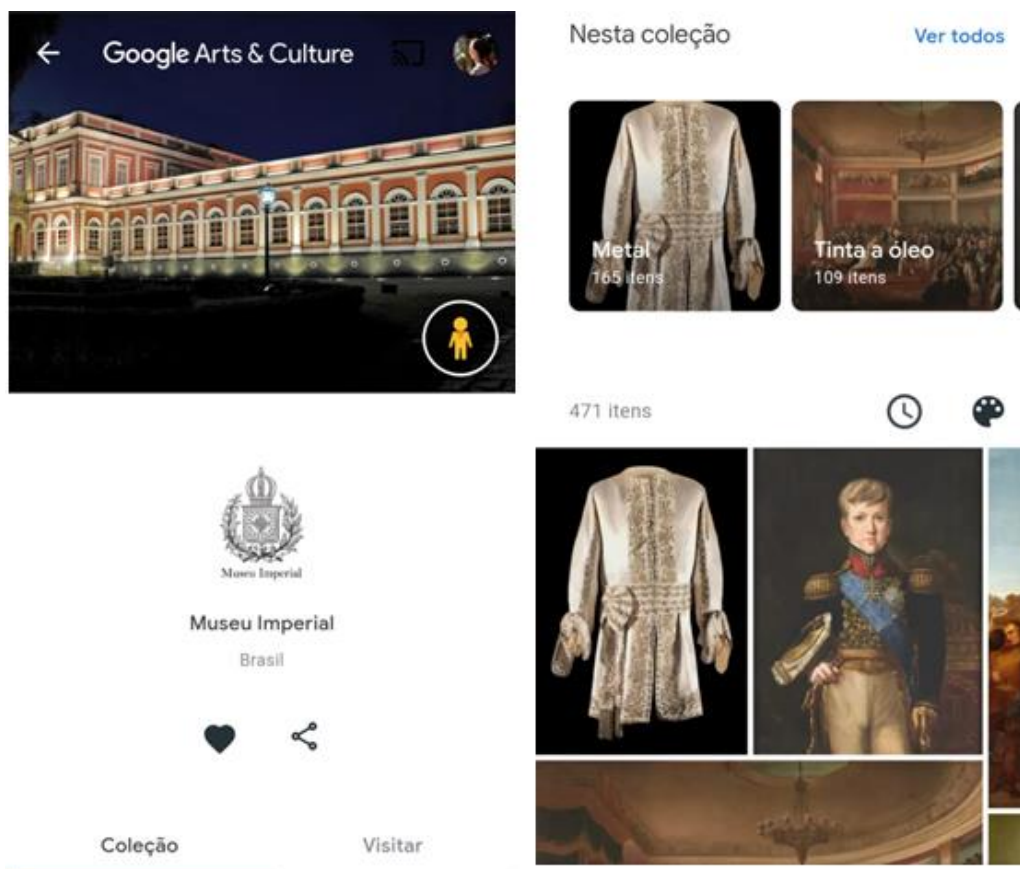 Google Arts & Culture
Museu Imperial
Museu Imperial
Brasil
Coleção
Visitar
Nesta coleção
Ver todos
Metal
165 itens
Tinta a óleo
109 itens
471 itens